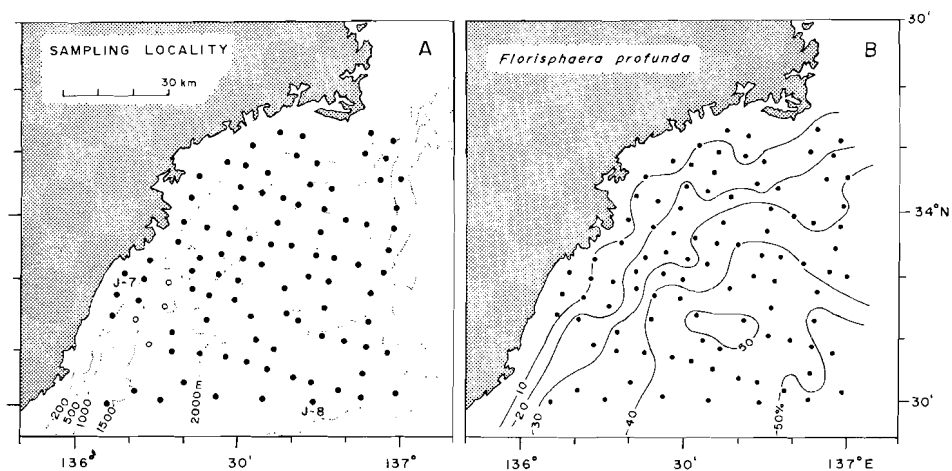 SAMPLING LOCALITY
30 km
A
J-7
J-8
200
500
1000
1500
2000 E
136°
30'
137°
Florisphaera profunda
B
30'
34°N
30'
10
20
30
40
50
50%
136°
30'
137°E